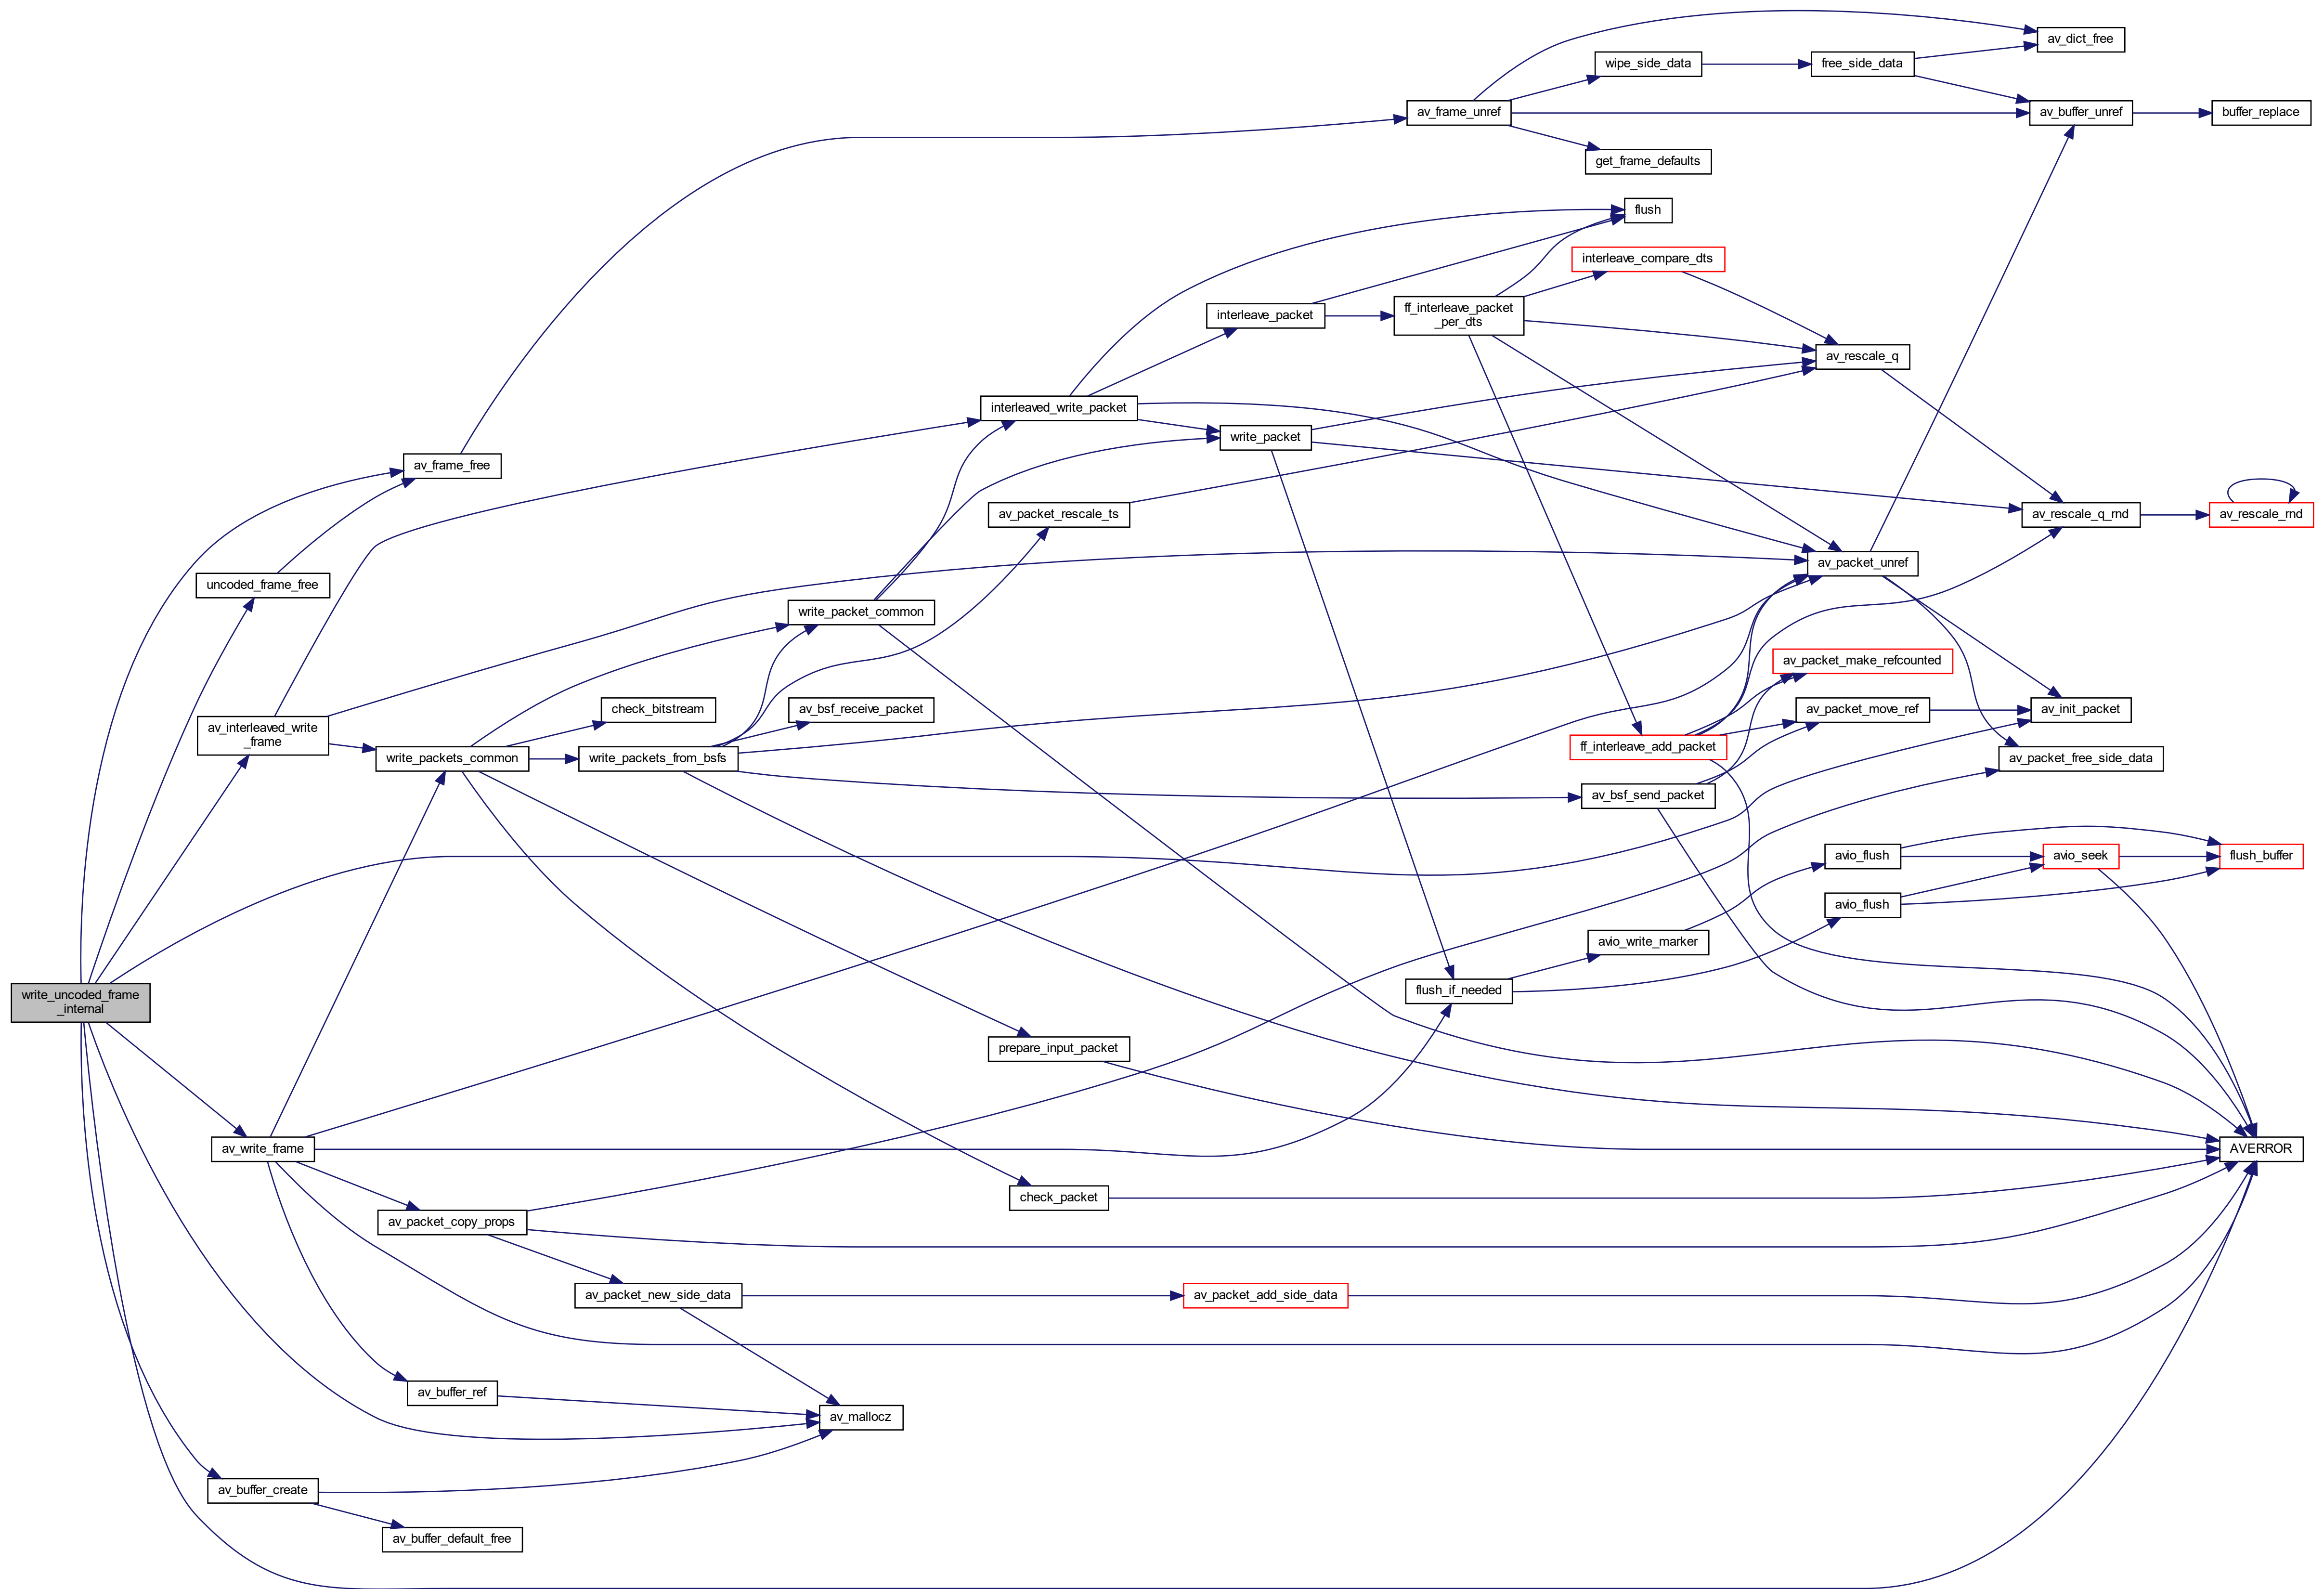 av_dict_free
wipe_side_data
free_side_data
av_frame_unref
av_buffer_unref
buffer_replace
get_frame_defaults
flush
interleave_compare_dts
interleave_packet
ff_interleave_packet
_per_dts
av_rescale_q
interleaved_write_packet
write_packet
av_frame_free
av_packet_rescale_ts
av_rescale_q_rnd
av_rescale_rnd
av_packet_unref
uncoded_frame_free
write_packet_common
av_packet_make_refcounted
check_bitstream
av_bsf_receive_packet
av_packet_move_ref
av_init_packet
av_interleaved_write
_frame
write_packets_common
write_packets_from_bsfs
ff_interleave_add_packet
av_packet_free_side_data
av_bsf_send_packet
avio_flush
avio_seek
flush_buffer
avio_flush
avio_write_marker
write_uncoded_frame
_internal
flush_if_needed
prepare_input_packet
av_write_frame
AVERROR
check_packet
av_packet_copy_props
av_packet_new_side_data
av_packet_add_side_data
av_buffer_ref
av_mallocz
av_buffer_create
av_buffer_default_free